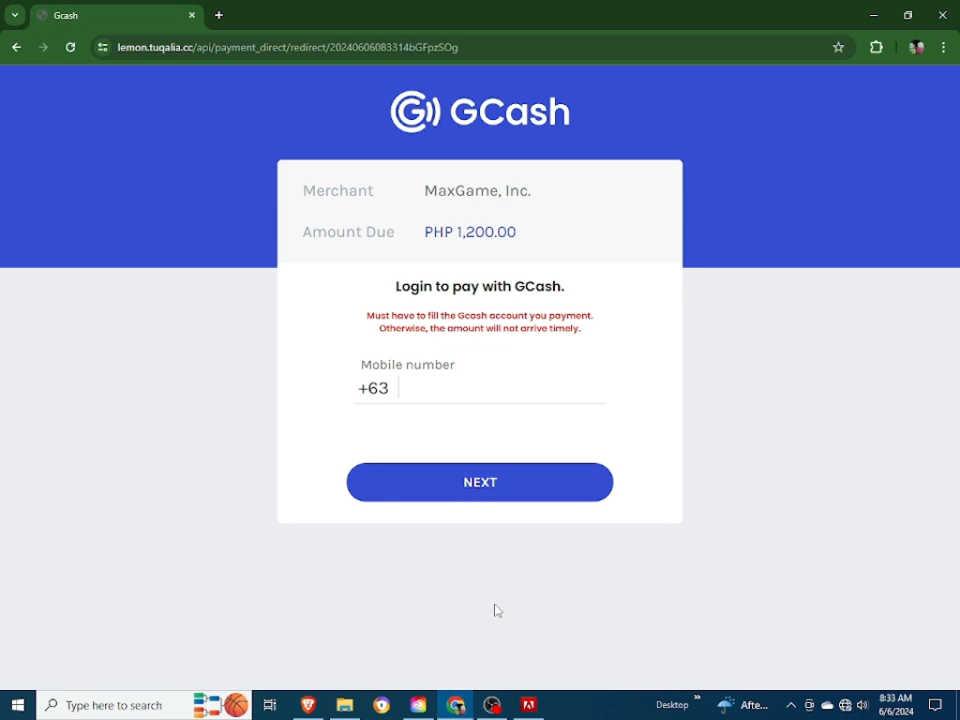 Gcash
lemon.tuqalia.cc/api/payment_direct/redirect/20240606083314bGFpzSOg
GCash
Merchant MaxGame, Inc.
Amount Due PHP 1,200.00
Login to pay with GCash.
Must have to fill the Gcash account you payment.
Otherwise, the amount will not arrive timely.
Mobile number
+63
NEXT
Type here to search
Desktop
Afte...
8:33 AM
6/6/2024